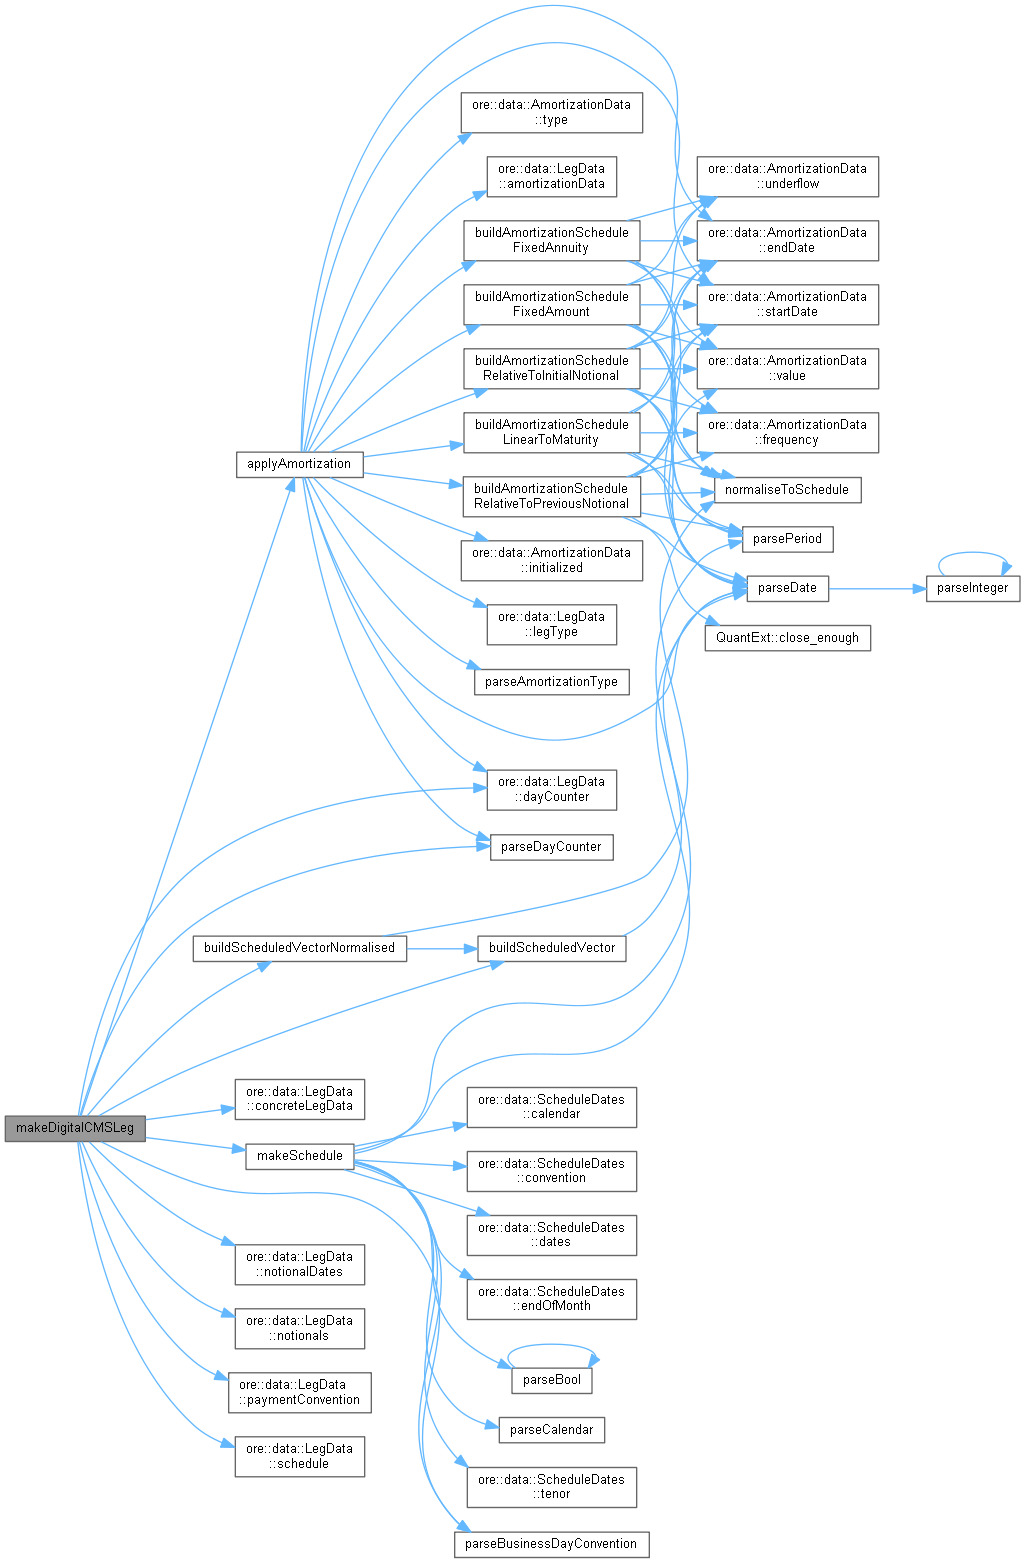 ore::data::AmortizationData
::type
ore::data::LegData
::amortizationData
ore::data::AmortizationData
::underflow
buildAmortizationSchedule
FixedAnnuity
ore::data::AmortizationData
::endDate
buildAmortizationSchedule
FixedAmount
ore::data::AmortizationData
::startDate
buildAmortizationSchedule
RelativeToInitialNotional
ore::data::AmortizationData
::value
buildAmortizationSchedule
LinearToMaturity
ore::data::AmortizationData
::frequency
applyAmortization
buildAmortizationSchedule
RelativeToPreviousNotional
normaliseToSchedule
parsePeriod
ore::data::AmortizationData
::initialized
parseDate
parseInteger
ore::data::LegData
::legType
QuantExt::close_enough
parseAmortizationType
ore::data::LegData
::dayCounter
parseDayCounter
buildScheduledVectorNormalised
buildScheduledVector
ore::data::LegData
::concreteLegData
makeDigitalCMSLeg
ore::data::ScheduleDates
::calendar
makeSchedule
ore::data::ScheduleDates
::convention
ore::data::ScheduleDates
::dates
ore::data::LegData
::notionalDates
ore::data::ScheduleDates
::endOfMonth
ore::data::LegData
::notionals
parseBool
ore::data::LegData
::paymentConvention
parseCalendar
ore::data::LegData
::schedule
ore::data::ScheduleDates
::tenor
parseBusinessDayConvention